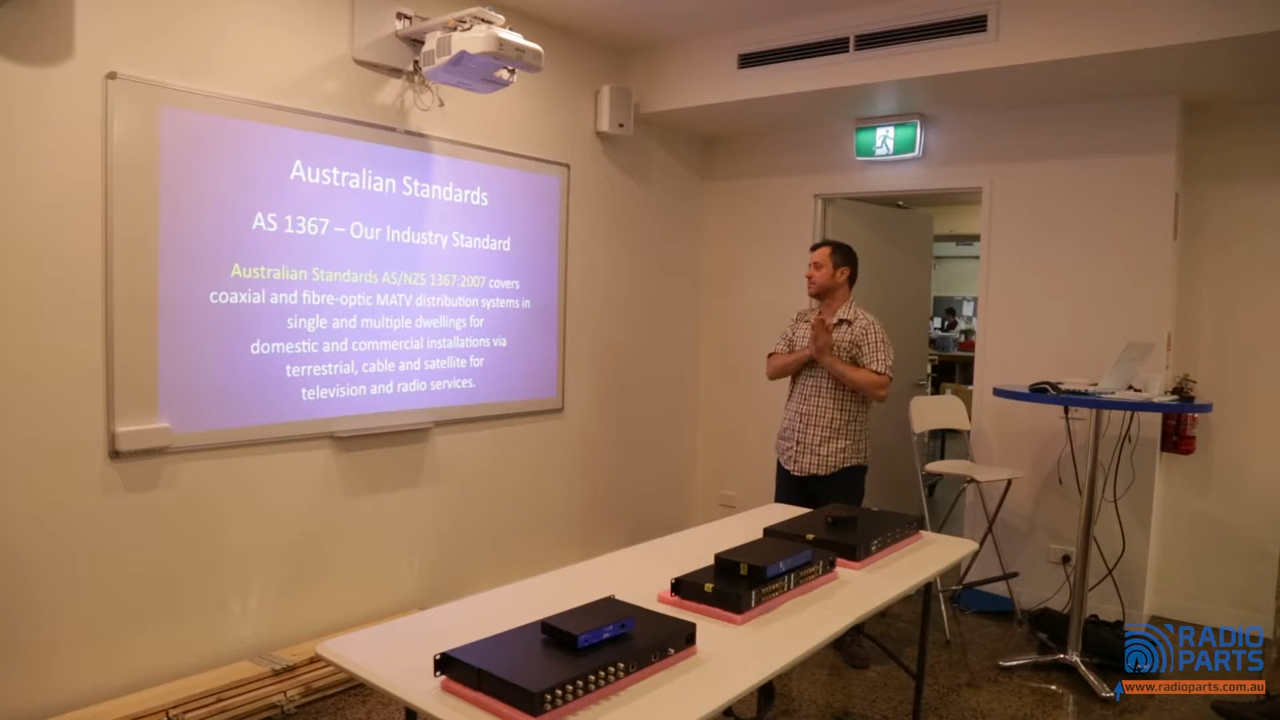 Australian Standards
AS 1367 – Our Industry Standard
Australian Standards AS/NZS 1367:2007 covers
coaxial and fibre-optic MATV distribution systems in
single and multiple dwellings for
domestic and commercial installations via
terrestrial, cable and satellite for
television and radio services.
RADIO
PARTS
www.radioparts.com.au